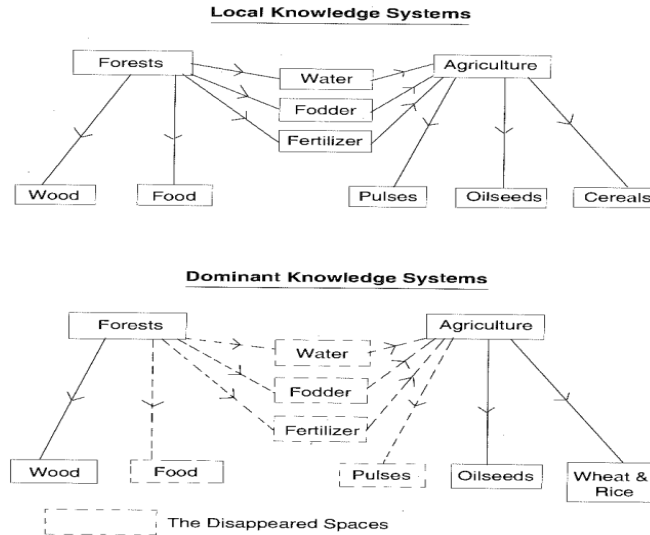 Local Knowledge Systems
Forests
Agriculture
Water
Fodder
Fertilizer
Wood
Food
Pulses
Oilseeds
Cereals
Dominant Knowledge Systems
Forests
Agriculture
Water
Fodder
Fertilizer
Wood
Food
Pulses
Oilseeds
Wheat &
Rice
The Disappeared Spaces